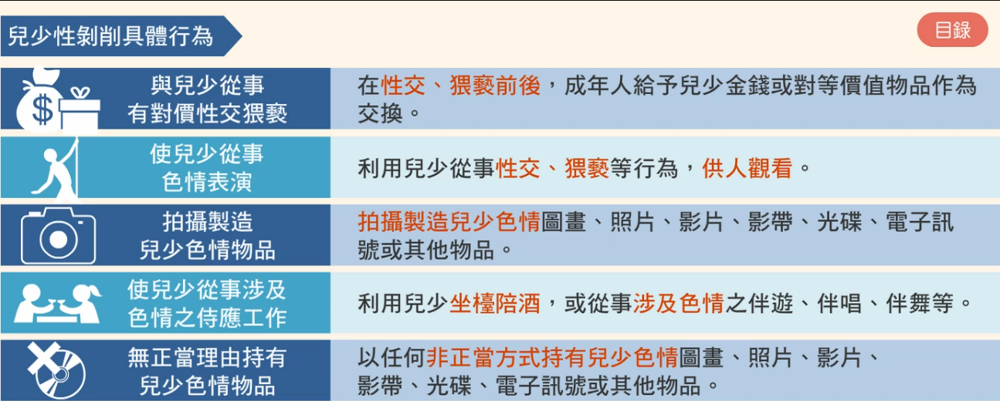 兒少性剝削具體行為
目錄
與兒少從事
有對價性交猥褻
在性交、猥褻前後，成年人給予兒少金錢或對等價值物品作為
交換。
使兒少從事
色情表演
利用兒少從事性交、猥褻等行為，供人觀看。
拍攝製造
兒少色情物品
拍攝製造兒少色情圖畫、照片、影片、影帶、光碟、電子訊
號或其他物品。
使兒少從事涉及
色情之侍應工作
利用兒少坐檯陪酒，或從事涉及色情之伴遊、伴唱、伴舞等。
無正當理由持有
兒少色情物品
以任何非正當方式持有兒少色情圖畫、照片、影片、
影帶、光碟、電子訊號或其他物品。
$